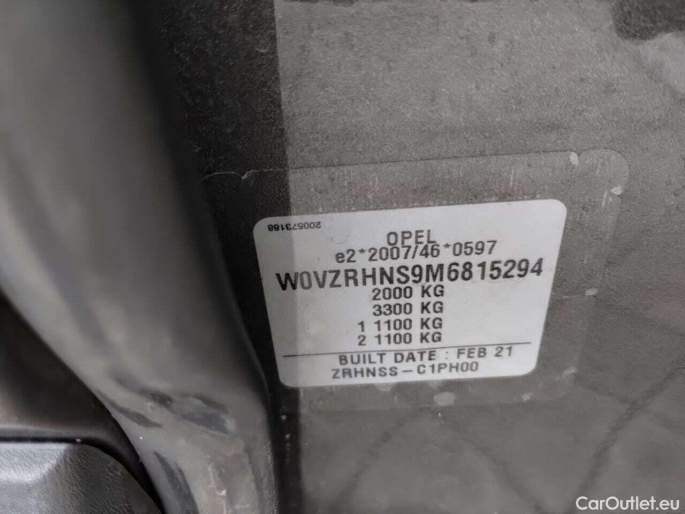 200573188
OPEL
e2*2007/46*0597
W0VZRHNS9M6815294
2000 KG
3300 KG
1 1100 KG
2 1100 KG
BUILT DATE : FEB 21
ZRHNSS-C1PH00
CarOutlet.eu